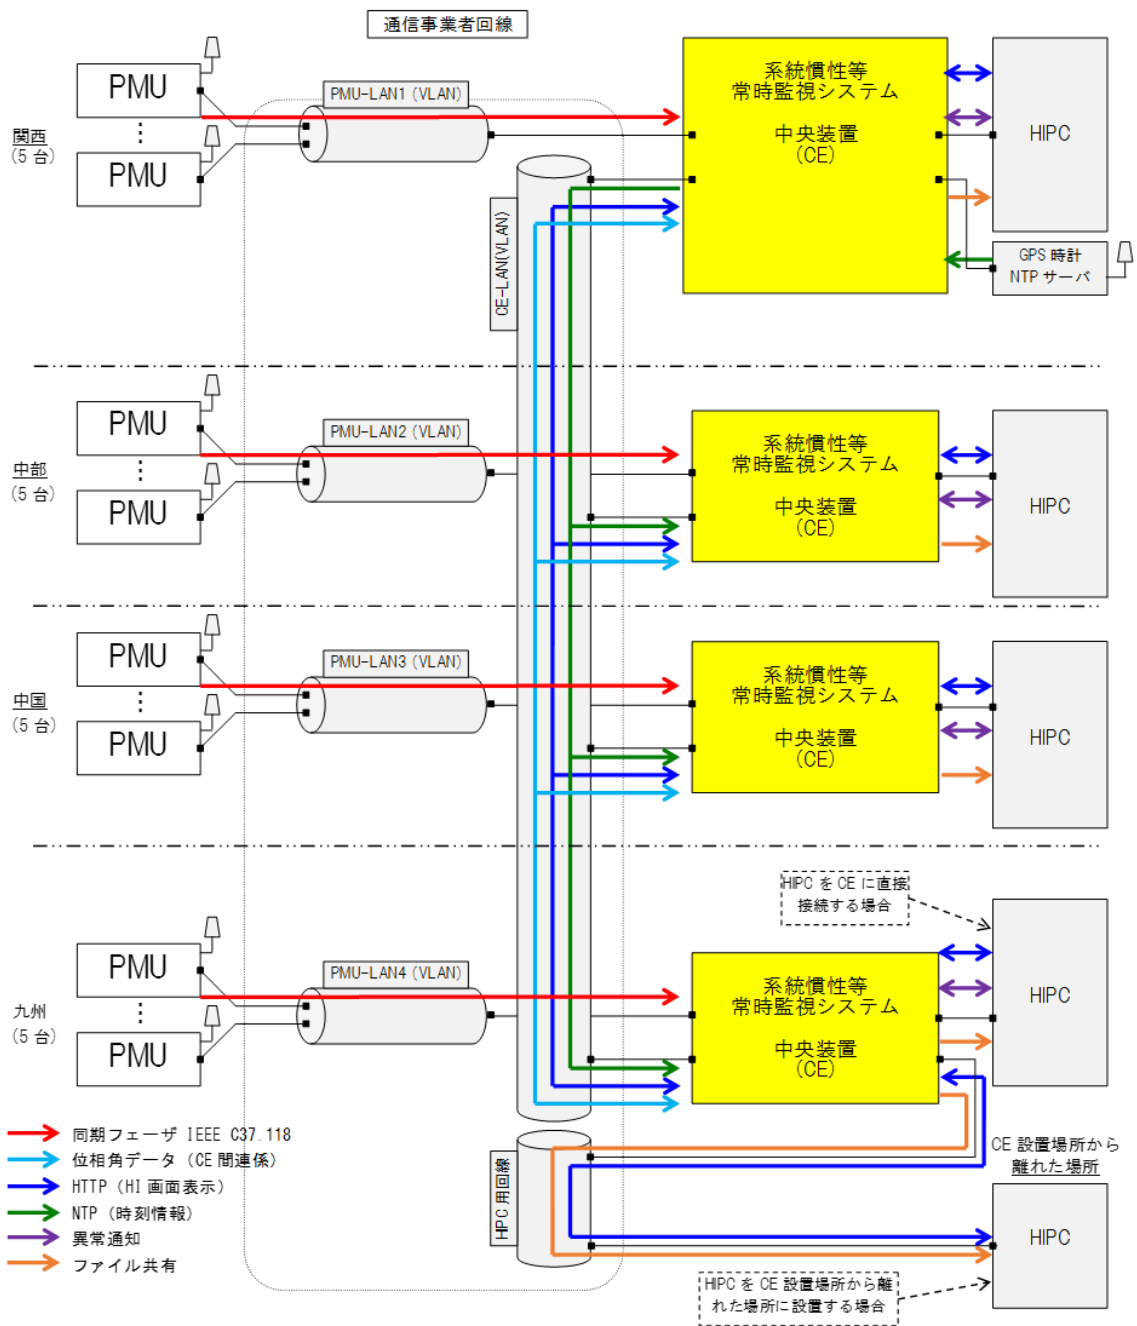 通信事業者回線
PMU
PMU-LAN1 (VLAN)
系統慣性等
常時監視システム
中央装置
(CE)
HIPC
関西
(5 台)
PMU
CE-LAN(VLAN)
GPS 時計
NTP サーバ
PMU
PMU-LAN2 (VLAN)
系統慣性等
常時監視システム
中央装置
(CE)
HIPC
中部
(5 台)
PMU
PMU
PMU-LAN3 (VLAN)
系統慣性等
常時監視システム
中央装置
(CE)
HIPC
中国
(5 台)
PMU
HIPC を CE に直接
接続する場合
PMU
PMU-LAN4 (VLAN)
系統慣性等
常時監視システム
中央装置
(CE)
HIPC
九州
(5 台)
PMU
同期フェーザ IEEE C37.118
位相角データ (CE 間連係)
HTTP (HI 画面表示)
NTP (時刻情報)
異常通知
ファイル共有
HIPC 用回線
CE 設置場所から
離れた場所
HIPC
HIPC を CE 設置場所から離
れた場所に設置する場合